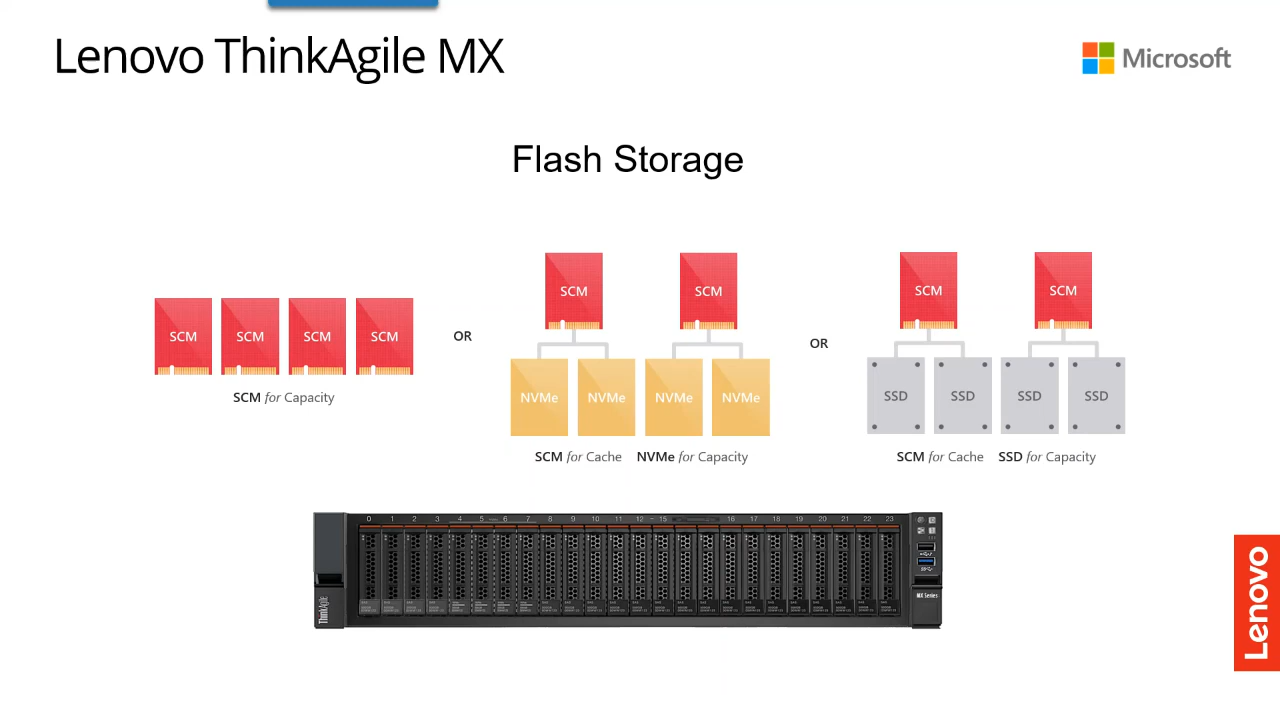 Lenovo ThinkAgile MX
Microsoft
Flash Storage
SCM SCM SCM SCM
SCM for Capacity
OR
SCM SCM
NVMe NVMe NVMe NVMe
SCM for Cache NVMe for Capacity
OR
SCM SCM
SSD SSD SSD SSD
SCM for Cache SSD for Capacity
0 1 2 3 4 5 6 7 8 9 10 11 12 - 15 16 17 18 19 20 21 22 23
ThinkAgile
MX Series
Lenovo